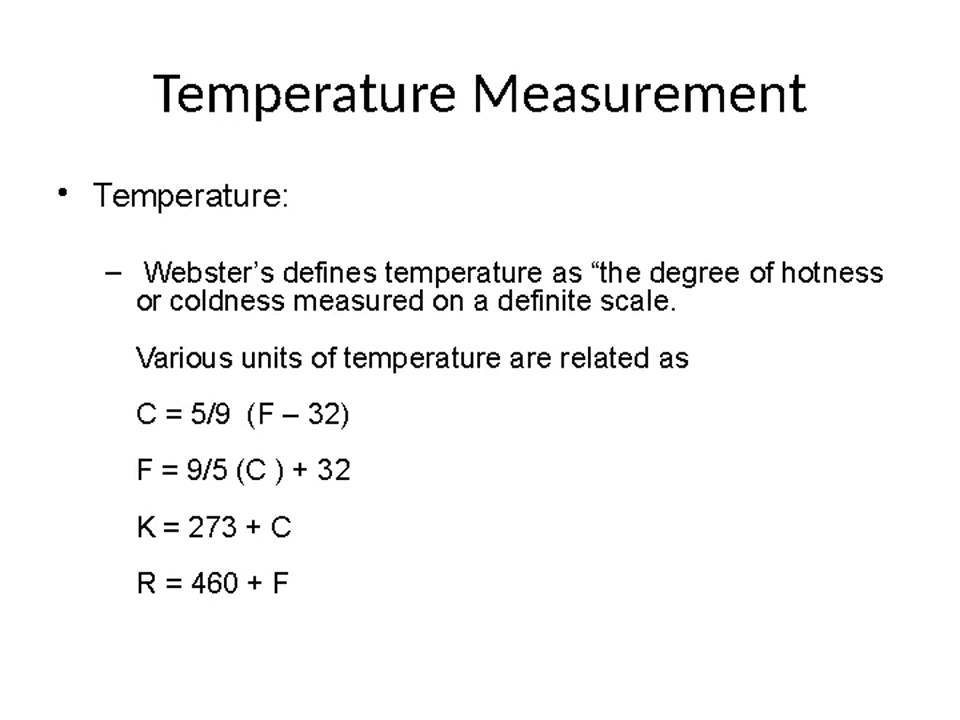 Temperature Measurement
• Temperature:
– Webster’s defines temperature as “the degree of hotness
or coldness measured on a definite scale.
Various units of temperature are related as
C = 5/9  (F – 32)
F = 9/5 (C ) + 32
K = 273 + C
R = 460 + F